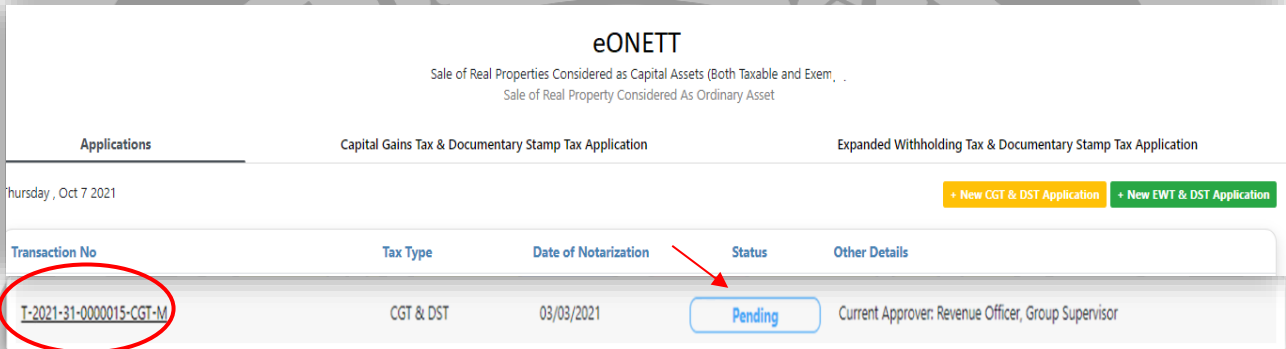 eONETT
Sale of Real Properties Considered as Capital Assets (Both Taxable and Exem
Sale of Real Property Considered As Ordinary Asset
Applications Capital Gains Tax & Documentary Stamp Tax Application Expanded Withholding Tax & Documentary Stamp Tax Application
hursday , Oct 7 2021 + New CGT & DST Application + New EWT & DST Application
Transaction No Tax Type Date of Notarization Status Other Details
T-2021-31-0000015-CGT-M CGT & DST 03/03/2021 Pending Current Approver: Revenue Officer, Group Supervisor